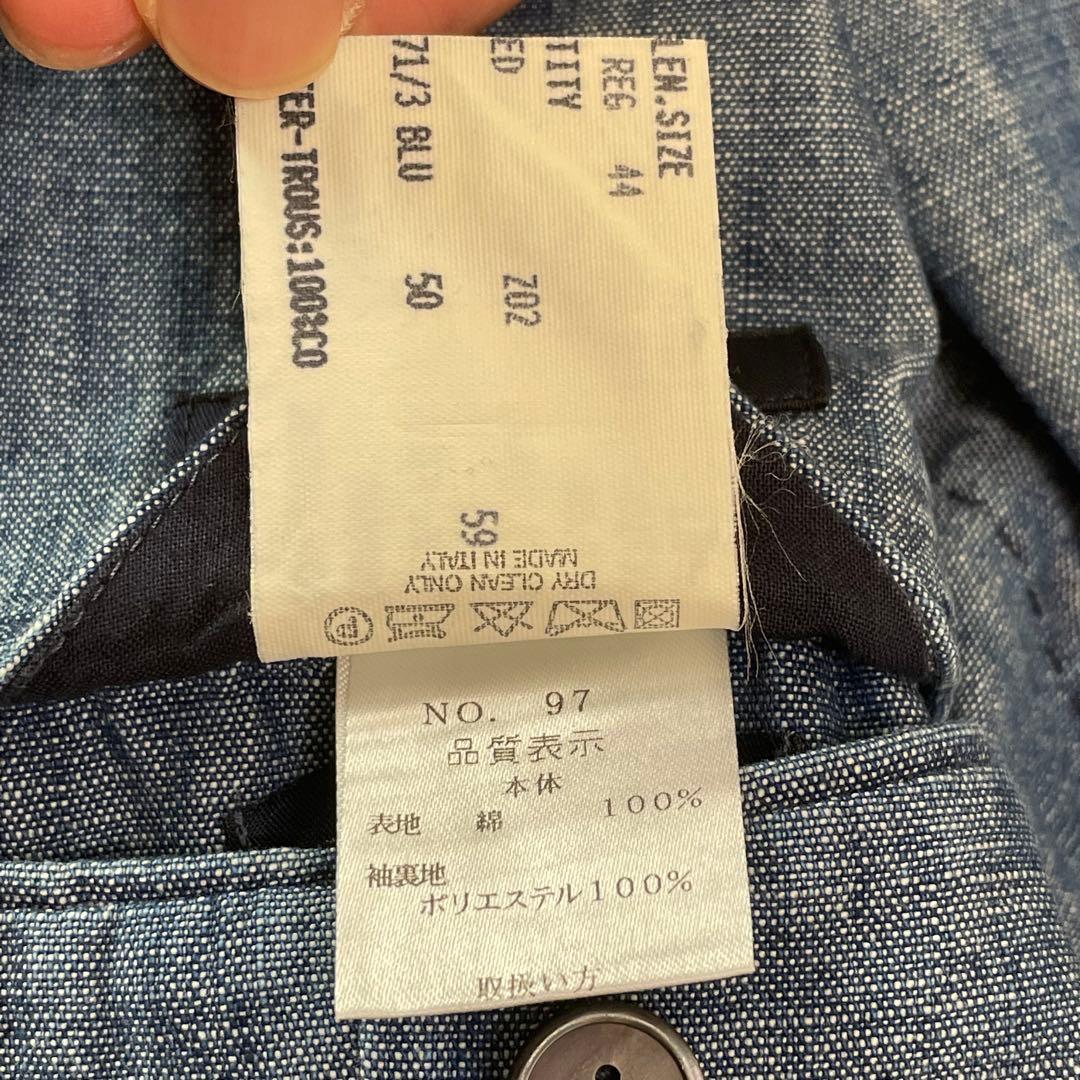 LEN.SIZE
REG 44
TITY
ED 702
71/3 BLU 50
TER-TROUS:100%CO
59
MADE IN ITALY
DRY CLEAN ONLY
P
NO. 97
品質表示
本体
表地 綿 100%
袖裏地
ポリエステル100%
取扱い方